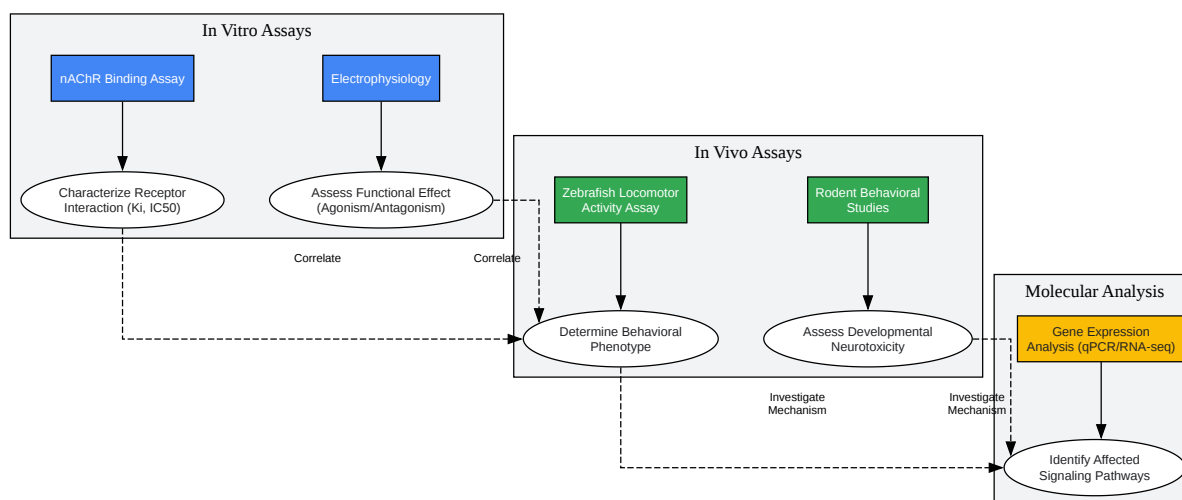 In Vitro Assays
nAChR Binding Assay
Electrophysiology
Characterize Receptor
Interaction (Ki, IC50)
Assess Functional Effect
(Agonism/Antagonism)
Correlate
Correlate
In Vivo Assays
Zebrafish Locomotor
Activity Assay
Rodent Behavioral
Studies
Determine Behavioral
Phenotype
Assess Developmental
Neurotoxicity
Investigate
Mechanism
Investigate
Mechanism
Molecular Analysis
Gene Expression
Analysis (qPCR/RNA-seq)
Identify Affected
Signaling Pathways